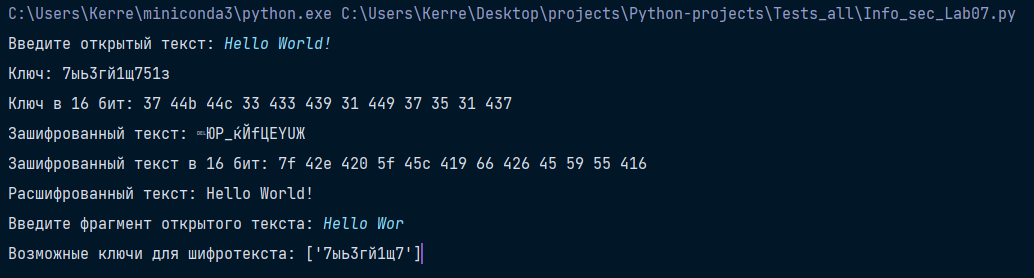 C:\Users\Kerre\miniconda3\python.exe C:\Users\Kerre\Desktop\projects\Python-projects\Tests_all\Info_sec_Lab07.py
Введите открытый текст: Hello World!
Ключ: 7ыь3гй1щ751з
Ключ в 16 бит: 37 44b 44c 33 433 439 31 449 37 35 31 437
Зашифрованный текст: ␡ЮР_ќЙfЦEYUЖ
Зашифрованный текст в 16 бит: 7f 42e 420 5f 45c 419 66 426 45 59 55 416
Расшифрованный текст: Hello World!
Введите фрагмент открытого текста: Hello Wor
Возможные ключи для шифротекста: ['7ыь3гй1щ7']